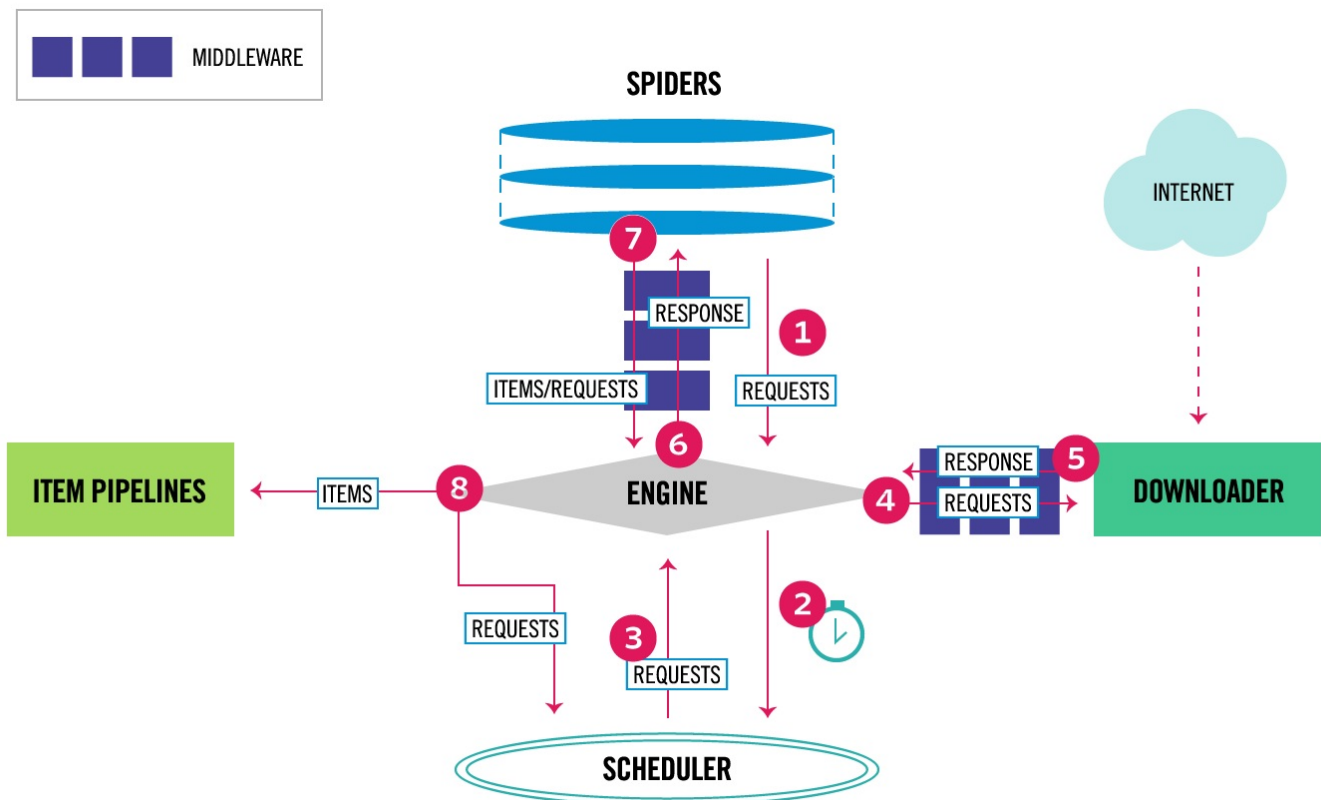 MIDDLEWARE
SPIDERS
INTERNET
7
RESPONSE
1
ITEMS/REQUESTS
REQUESTS
6
ITEM PIPELINES
ITEMS
8
ENGINE
4
RESPONSE
5
REQUESTS
DOWNLOADER
2
REQUESTS
3
REQUESTS
SCHEDULER